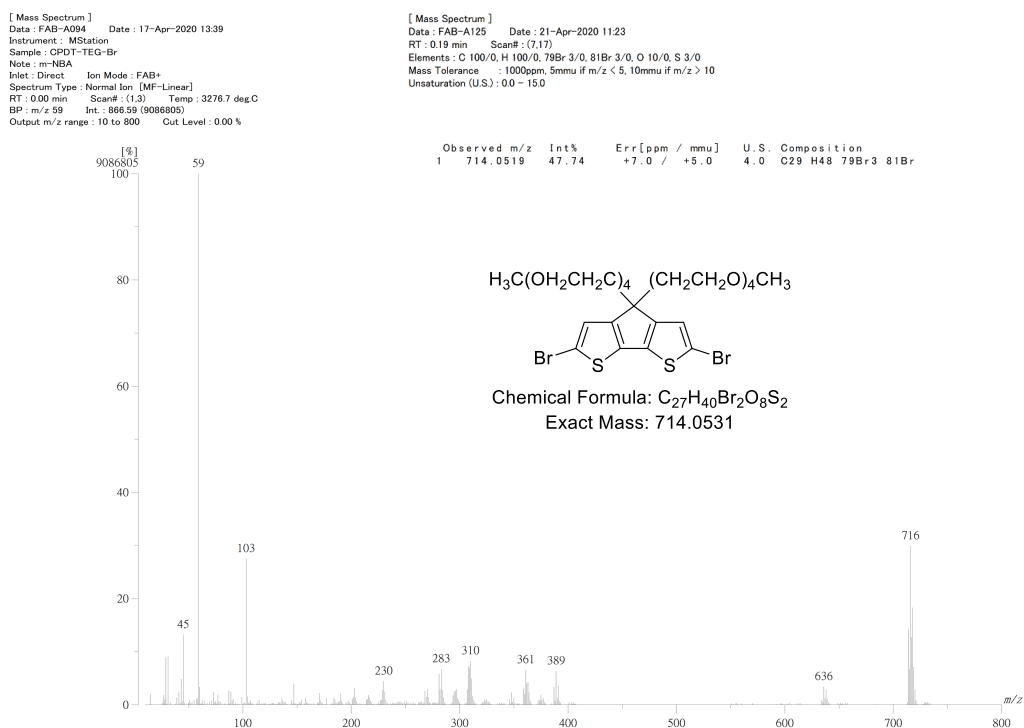 [ Mass Spectrum ]
Data : FAB-A094 Date : 17-Apr-2020 13:39
Instrument : MStation
Sample : CPDT-TEG-Br
Note : m-NBA
Inlet : Direct Ion Mode : FAB+
Spectrum Type : Normal Ion [MF-Linear]
RT : 0.00 min Scan# : (1,3) Temp : 3276.7 deg.C
BP : m/z 59 Int. : 866.59 (9086805)
Output m/z range : 10 to 800 Cut Level : 0.00 %
[ Mass Spectrum ]
Data : FAB-A125 Date : 21-Apr-2020 11:23
RT : 0.19 min Scan# : (7,17)
Elements : C 100/0, H 100/0, 79Br 3/0, 81Br 3/0, O 10/0, S 3/0
Mass Tolerance : 1000ppm, 5mmu if m/z < 5, 10mmu if m/z > 10
Unsaturation (U.S.) : 0.0 - 15.0
Observed m/z Int% Err[ppm / mmu] U.S. Composition
1 714.0519 47.74 +7.0 / +5.0 4.0 C29 H48 79Br3 81Br
[%]
9086805
100
80
60
40
20
0
59
103
45
230
283
310
361
389
636
716
H3C(OH2CH2C)4 (CH2CH2O)4CH3
Br S S Br
Chemical Formula: C27H40Br2O8S2
Exact Mass: 714.0531
100 200 300 400 500 600 700 800
m/z